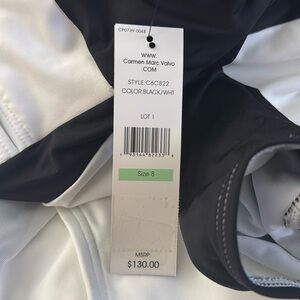 CP0739 0048
WWW.
Carmen Marc Valvo
.COM
STYLE:C6C822
COLOR:BLACK/WHT
LOT 1
Size 8
MSRP:
$130.00